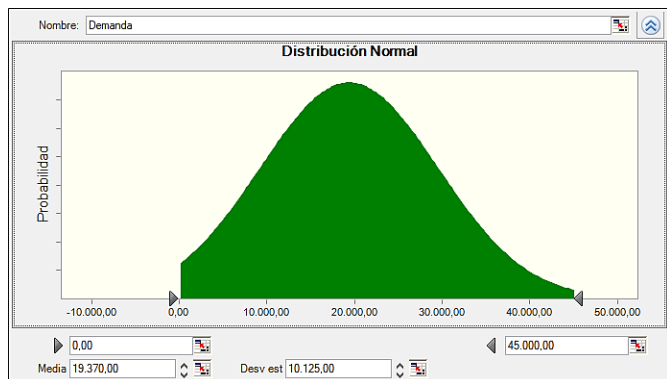 Nombre: Demanda
Distribución Normal
Probabilidad
-10.000,00 0,00 10.000,00 20.000,00 30.000,00 40.000,00 50.000,00
0,00 45.000,00
Media 19.370,00 Desv est 10.125,00